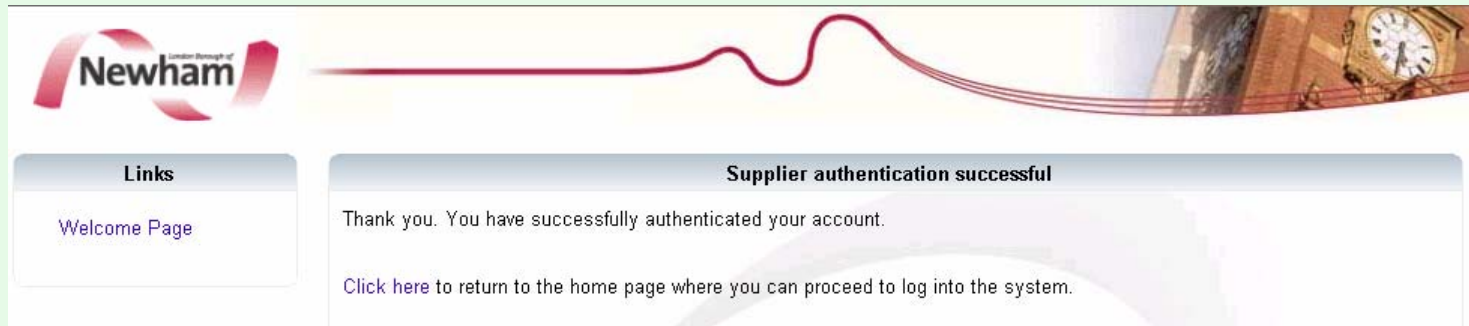 London Borough of
Newham
Links
Supplier authentication successful
Welcome Page
Thank you. You have successfully authenticated your account.
Click here to return to the home page where you can proceed to log into the system.